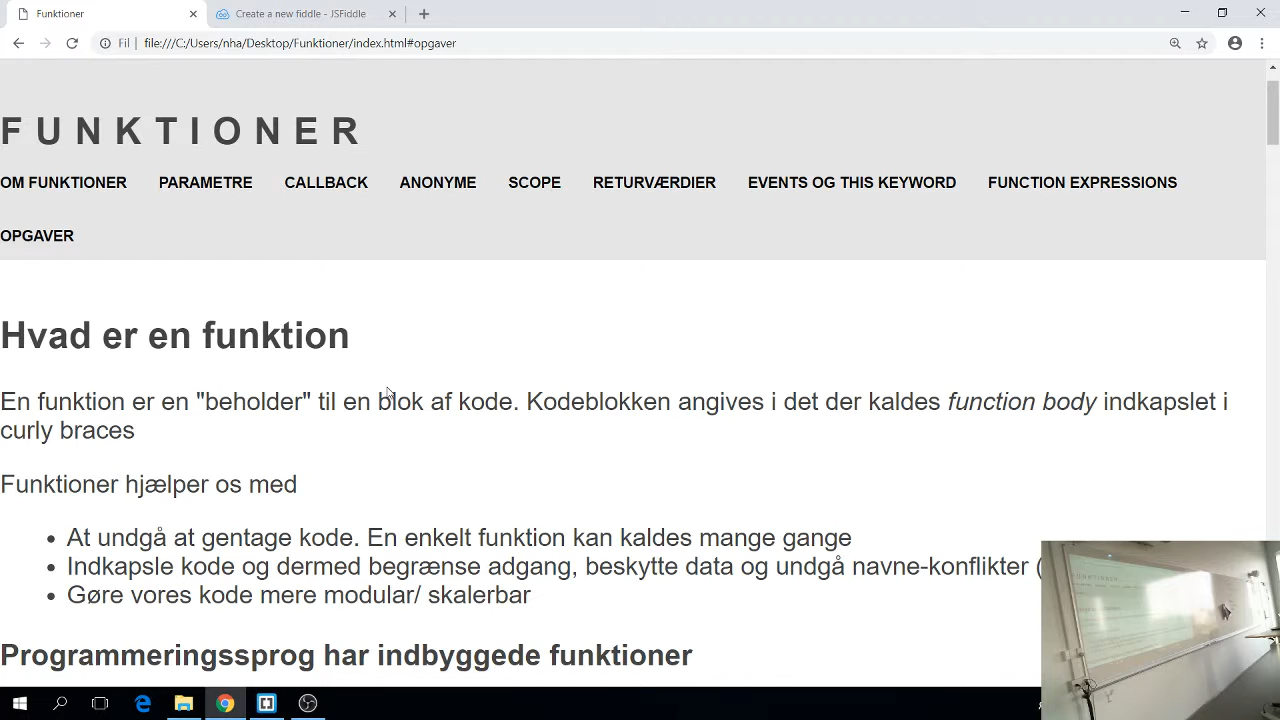 Funktioner
Create a new fiddle - JSFiddle
Fil
file:///C:/Users/nha/Desktop/Funktioner/index.html#opgaver
FUNKTIONER
OM FUNKTIONER PARAMETRE CALLBACK ANONYME SCOPE RETURVÆRDIER EVENTS OG THIS KEYWORD FUNCTION EXPRESSIONS
OPGAVER
Hvad er en funktion
En funktion er en "beholder" til en blok af kode. Kodeblokken angives i det der kaldes function body indkapslet i
curly braces
Funktioner hjælper os med
At undgå at gentage kode. En enkelt funktion kan kaldes mange gange
Indkapsle kode og dermed begrænse adgang, beskytte data og undgå navne-konflikter (
Gøre vores kode mere modular/ skalerbar
Programmeringssprog har indbyggede funktioner